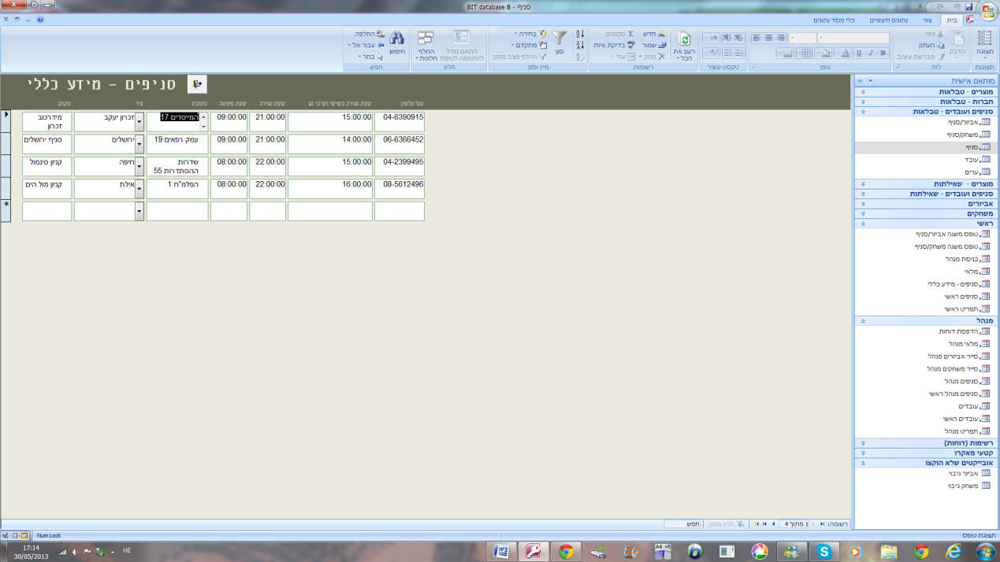 סניף - BIT database 8
בית
צור
נתונים חיצוניים
כלי מסד נתונים
תצוגה
הדבק
גזור
העתק
מברשת עיצוב
רענן את הכל
חדש
שמור
מחק
סכומים
בדיקת איות
עוד
סנן
בחירה
מתקדם
החלף מצב מסנן
התאם גודל להתאמה לטופס
החלף חלונות
חיפוש
החלפה
עבור אל
בחר
תצוגות
לוח
גופן
טקסט עשיר
רשומות
מיין וסנן
חלון
חפש
סניפים - מידע כללי
מס' טלפון
שעת סגירה
שעת פתיחה
כתובת
עיר
מקום
04-6390915 15:00:00 21:00:00 09:00:00 המייסדים 17 זכרון יעקב מידרכוב זכרון
06-6366452 14:00:00 21:00:00 09:00:00 עמק רפאים 19 ירושלים סניף ירושלים
04-2399495 15:00:00 22:00:00 08:00:00 שדרות ההסתדרות 55 חיפה קניון סינמול
08-5612496 16:00:00 22:00:00 08:00:00 הפלמ"ח 1 אילת קניון מול הים
מותאם אישית
מוצרים - טבלאות
חברות - טבלאות
סניפים ועובדים - טבלאות
אביזר/סניף
משחק/סניף
סניף
עובד
ערים
מוצרים - שאילתות
סניפים ועובדים - שאילתות
אביזרים
משחקים
ראשי
טופס משנה אביזר/סניף
טופס משנה משחק/סניף
כניסת מנהל
מלאי
סניפים - מידע כללי
סניפים ראשי
תפריט ראשי
מנהל
הדפסת דוחות
מלאי מנהל
סייר אביזרים מנהל
סייר משחקים מנהל
סניפים מנהל
סניפים מנהל ראשי
עובדים
עובדים ראשי
תפריט מנהל
רשימות (דוחות)
קטעי מאקרו
אובייקטים שלא הוקצו
אביזר גיבוי
משחק גיבוי
רשומה: 1 מתוך 4 ללא מסנן חפש
תצוגת טופס
Num Lock
HE
17:14
30/05/2013